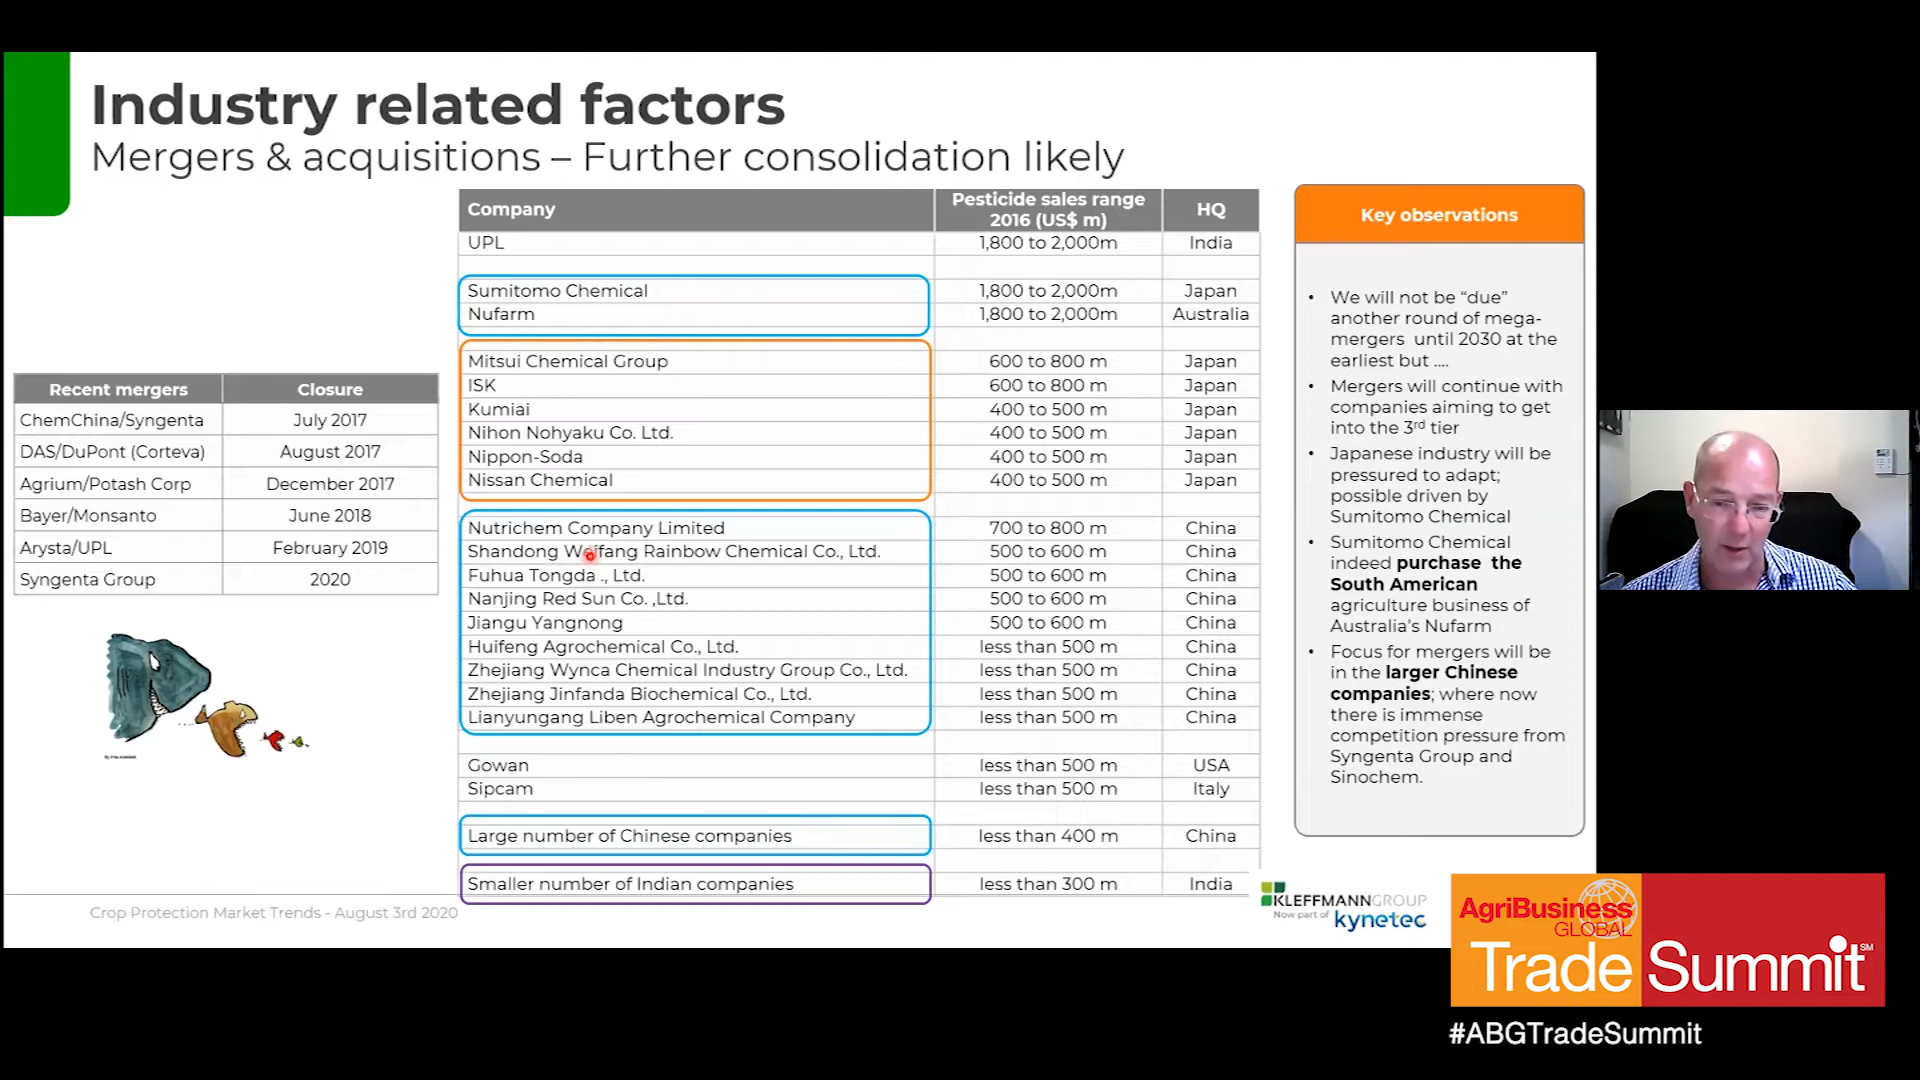 Industry related factors
Mergers & acquisitions – Further consolidation likely
Recent mergers Closure
ChemChina/Syngenta July 2017
DAS/DuPont (Corteva) August 2017
Agrium/Potash Corp December 2017
Bayer/Monsanto June 2018
Arysta/UPL February 2019
Syngenta Group 2020
Company Pesticide sales range 2016 (US$ m) HQ
UPL 1,800 to 2,000m India
Sumitomo Chemical 1,800 to 2,000m Japan
Nufarm 1,800 to 2,000m Australia
Mitsui Chemical Group 600 to 800 m Japan
ISK 600 to 800 m Japan
Kumiai 400 to 500 m Japan
Nihon Nohyaku Co. Ltd. 400 to 500 m Japan
Nippon-Soda 400 to 500 m Japan
Nissan Chemical 400 to 500 m Japan
Nutrichem Company Limited 700 to 800 m China
Shandong Weifang Rainbow Chemical Co., Ltd. 500 to 600 m China
Fuhua Tongda ., Ltd. 500 to 600 m China
Nanjing Red Sun Co. ,Ltd. 500 to 600 m China
Jiangu Yangnong 500 to 600 m China
Huifeng Agrochemical Co., Ltd. less than 500 m China
Zhejiang Wynca Chemical Industry Group Co., Ltd. less than 500 m China
Zhejiang Jinfanda Biochemical Co., Ltd. less than 500 m China
Lianyungang Liben Agrochemical Company less than 500 m China
Gowan less than 500 m USA
Sipcam less than 500 m Italy
Large number of Chinese companies less than 400 m China
Smaller number of Indian companies less than 300 m India
Key observations
• We will not be “due”
another round of mega-
mergers until 2030 at the
earliest but ....
• Mergers will continue with
companies aiming to get
into the 3rd tier
• Japanese industry will be
pressured to adapt;
possible driven by
Sumitomo Chemical
• Sumitomo Chemical
indeed purchase the
South American
agriculture business of
Australia’s Nufarm
• Focus for mergers will be
in the larger Chinese
companies; where now
there is immense
competition pressure from
Syngenta Group and
Sinochem.
Crop Protection Market Trends - August 3rd 2020
KLEFFMANNGROUP
Now part of kynetec
AgriBusiness
GLOBAL
Trade Summit SM
#ABGTradeSummit